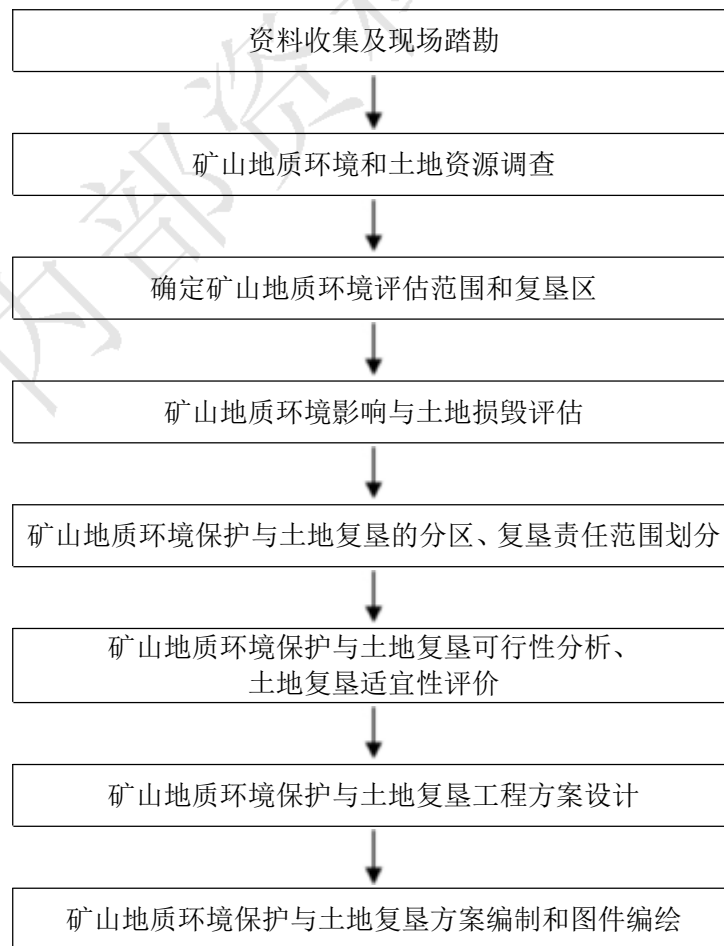 资料收集及现场踏勘
矿山地质环境和土地资源调查
确定矿山地质环境评估范围和复垦区
矿山地质环境影响与土地损毁评估
矿山地质环境保护与土地复垦的分区、复垦责任范围划分
矿山地质环境保护与土地复垦可行性分析、
土地复垦适宜性评价
矿山地质环境保护与土地复垦工程方案设计
矿山地质环境保护与土地复垦方案编制和图件编绘
内部资料